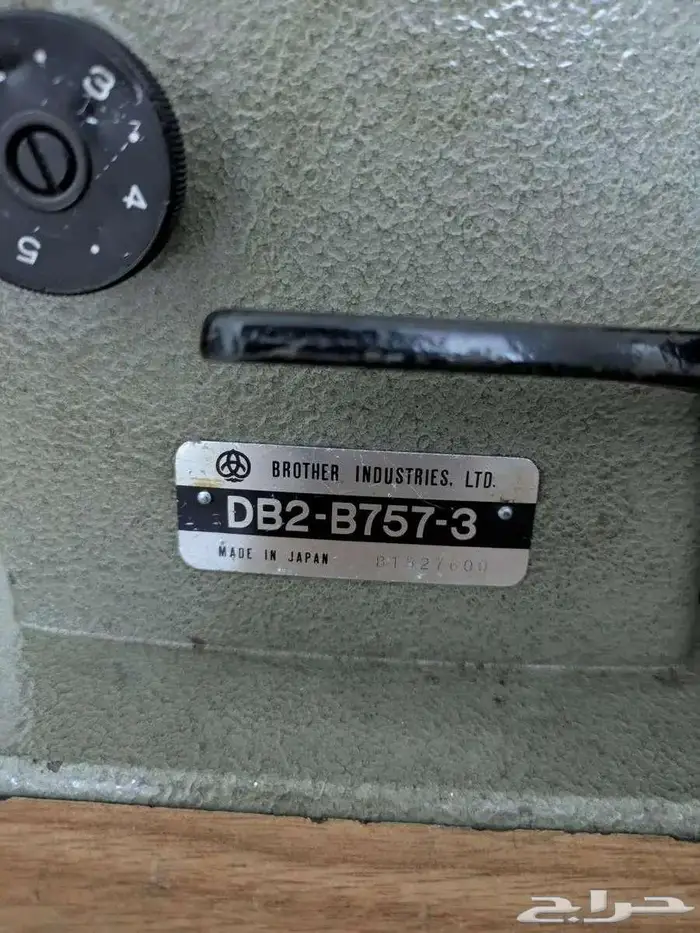 3
4
5
BROTHER INDUSTRIES, LTD.
DB2-B757-3
MADE IN JAPAN
حراج